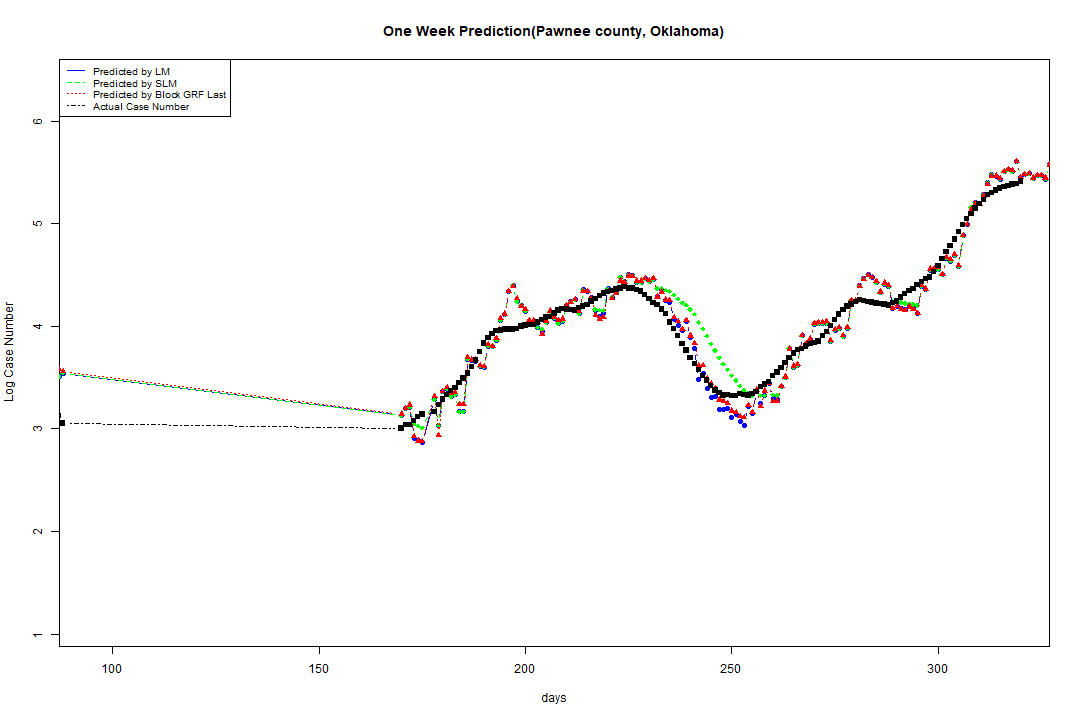 One Week Prediction(Pawnee county, Oklahoma)
Predicted by LM
Predicted by SLM
Predicted by Block GRF Last
Actual Case Number
Log Case Number
6
5
4
3
2
1
100 150 200 250 300
days